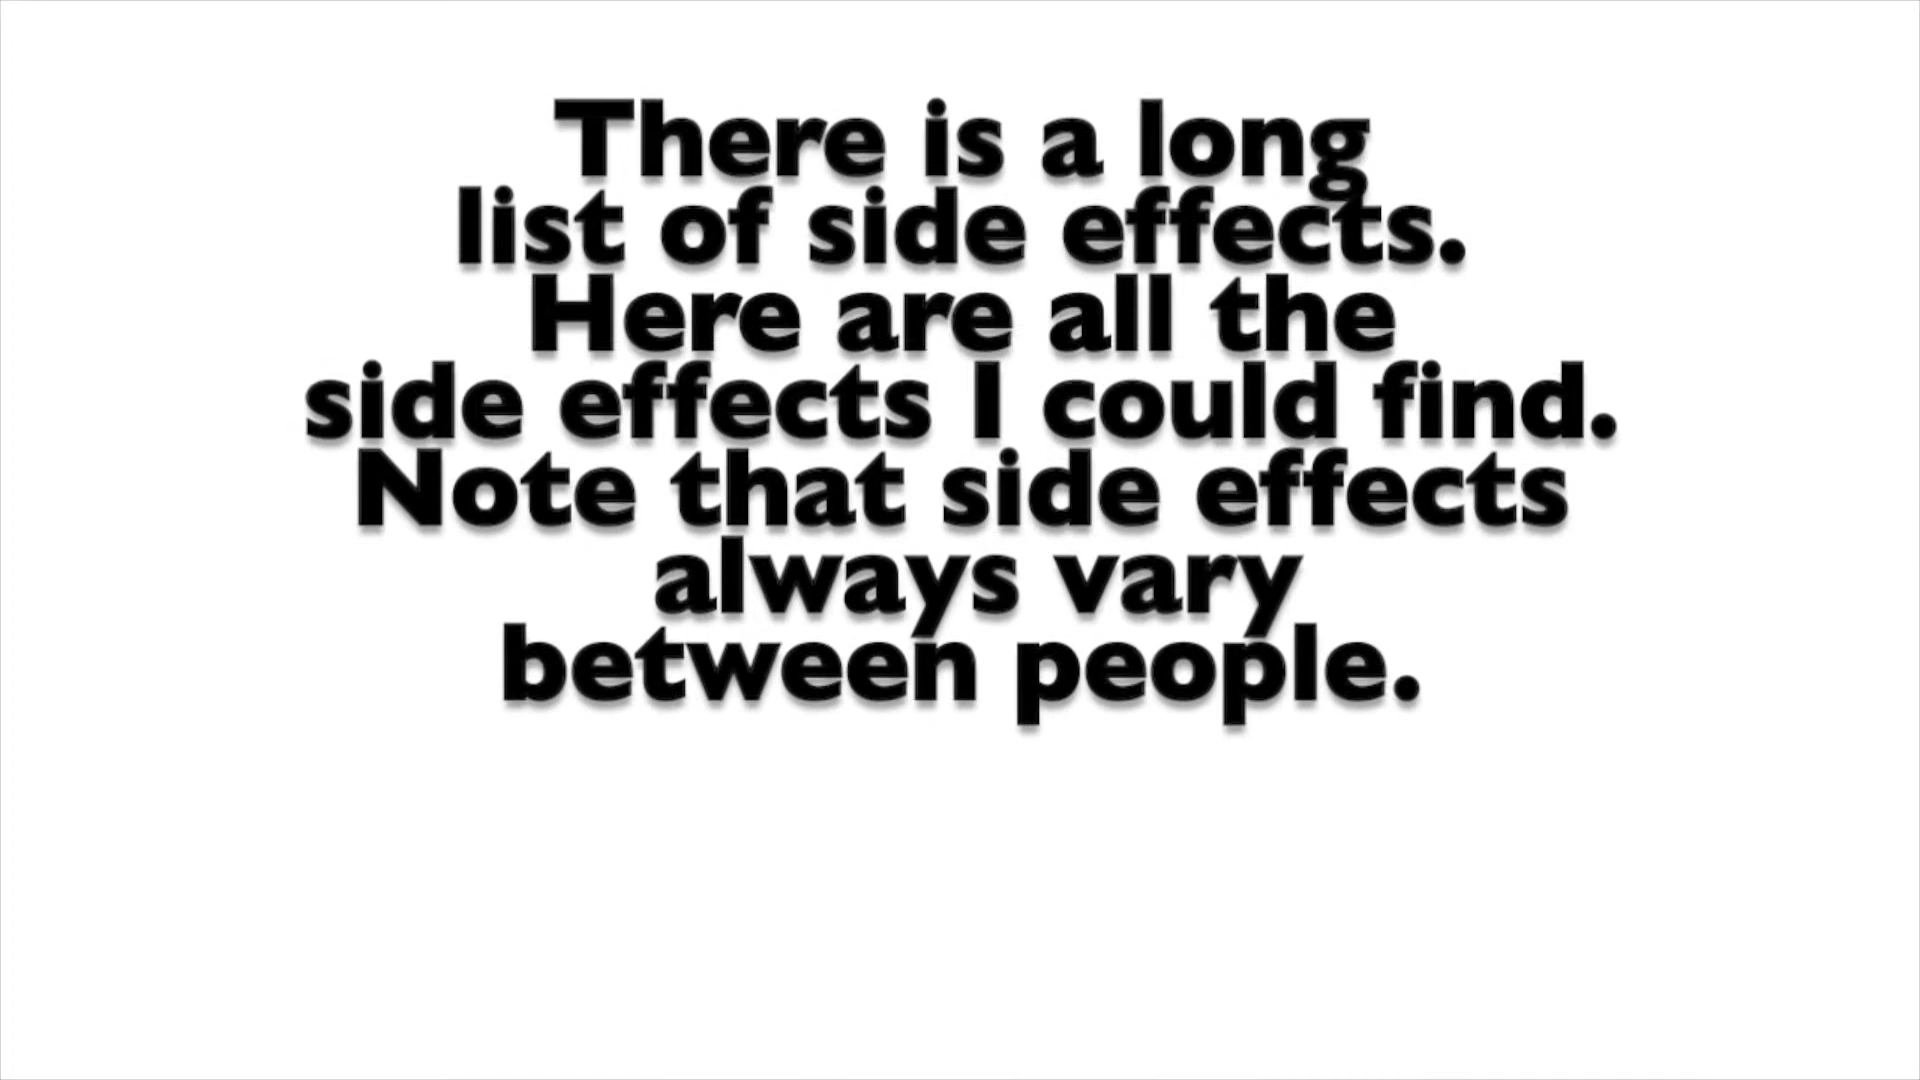 There is a long
list of side effects.
Here are all the
side effects I could find.
Note that side effects
always vary
between people.